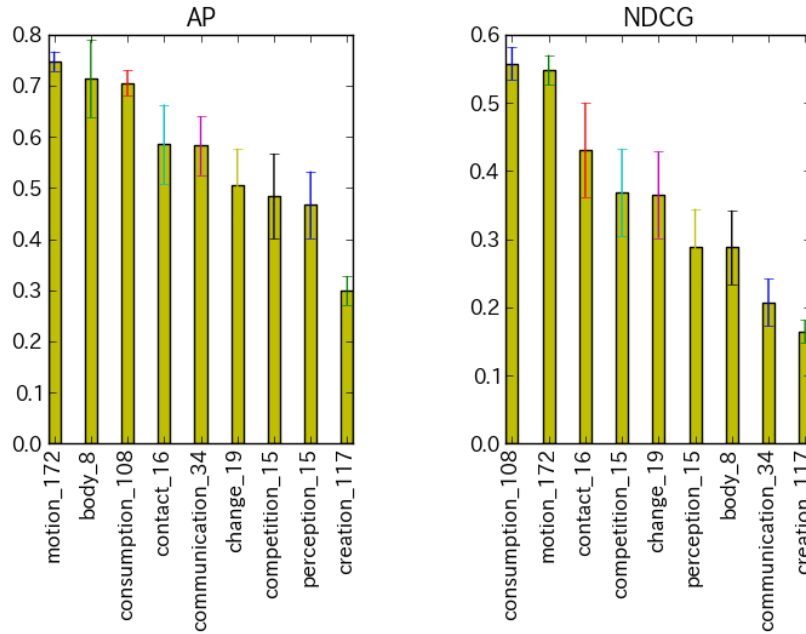 AP
0.8
0.7
0.6
0.5
0.4
0.3
0.2
0.1
0.0
motion_172
body_8
consumption_108
contact_16
communication_34
change_19
competition_15
perception_15
creation_117
NDCG
0.6
0.5
0.4
0.3
0.2
0.1
0.0
consumption_108
motion_172
contact_16
competition_15
change_19
perception_15
body_8
communication_34
creation_117